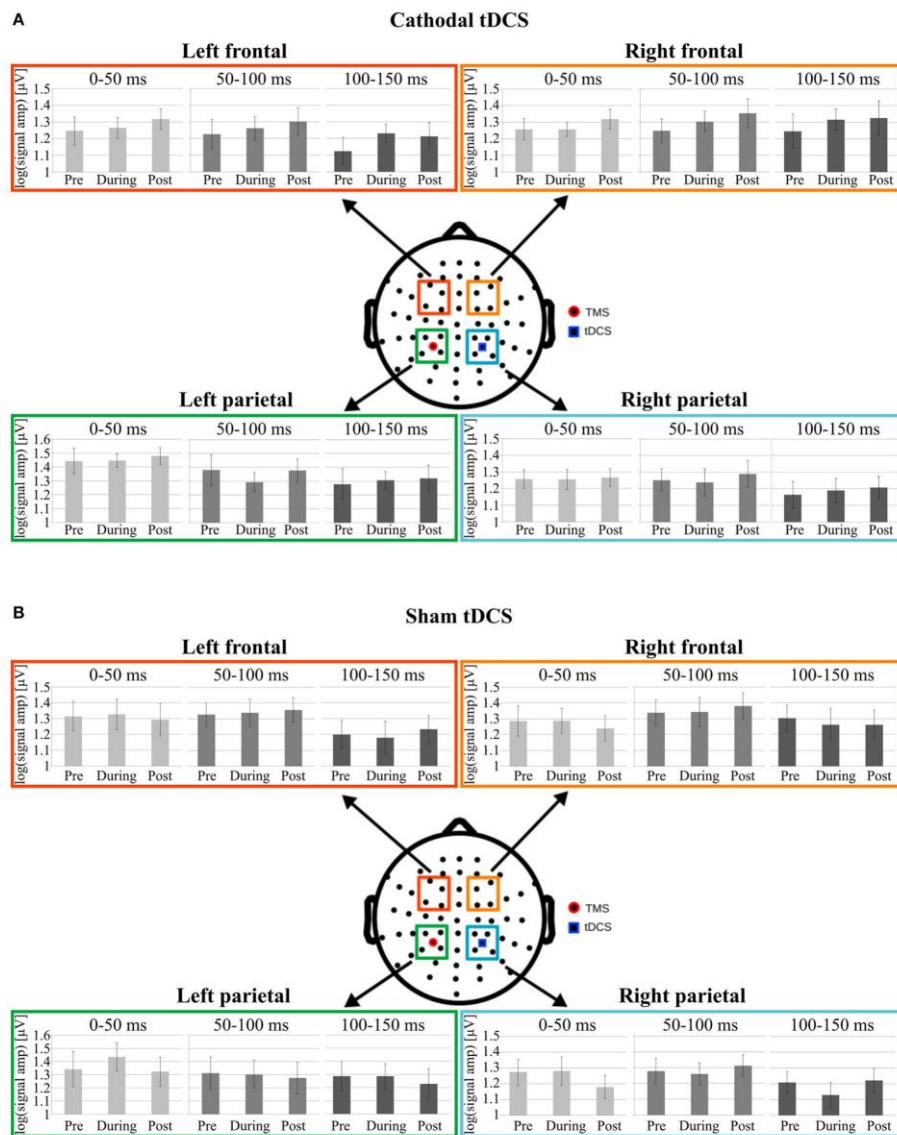 A
Cathodal tDCS
Left frontal
Right frontal
0-50 ms 50-100 ms 100-150 ms
0-50 ms 50-100 ms 100-150 ms
log(signal amp) [µV]
1.5
1.4
1.3
1.2
1.1
1
Pre During Post Pre During Post Pre During Post
log(signal amp) [µV]
1.5
1.4
1.3
1.2
1.1
1
Pre During Post Pre During Post Pre During Post
TMS
tDCS
Left parietal
Right parietal
0-50 ms 50-100 ms 100-150 ms
0-50 ms 50-100 ms 100-150 ms
log(signal amp) [µV]
1.6
1.5
1.4
1.3
1.2
1.1
1
Pre During Post Pre During Post Pre During Post
log(signal amp) [µV]
1.5
1.4
1.3
1.2
1.1
1
Pre During Post Pre During Post Pre During Post
B
Sham tDCS
Left frontal
Right frontal
0-50 ms 50-100 ms 100-150 ms
0-50 ms 50-100 ms 100-150 ms
log(signal amp) [µV]
1.5
1.4
1.3
1.2
1.1
1
Pre During Post Pre During Post Pre During Post
log(signal amp) [µV]
1.5
1.4
1.3
1.2
1.1
1
Pre During Post Pre During Post Pre During Post
TMS
tDCS
Left parietal
Right parietal
0-50 ms 50-100 ms 100-150 ms
0-50 ms 50-100 ms 100-150 ms
log(signal amp) [µV]
1.6
1.5
1.4
1.3
1.2
1.1
1
Pre During Post Pre During Post Pre During Post
log(signal amp) [µV]
1.5
1.4
1.3
1.2
1.1
1
Pre During Post Pre During Post Pre During Post